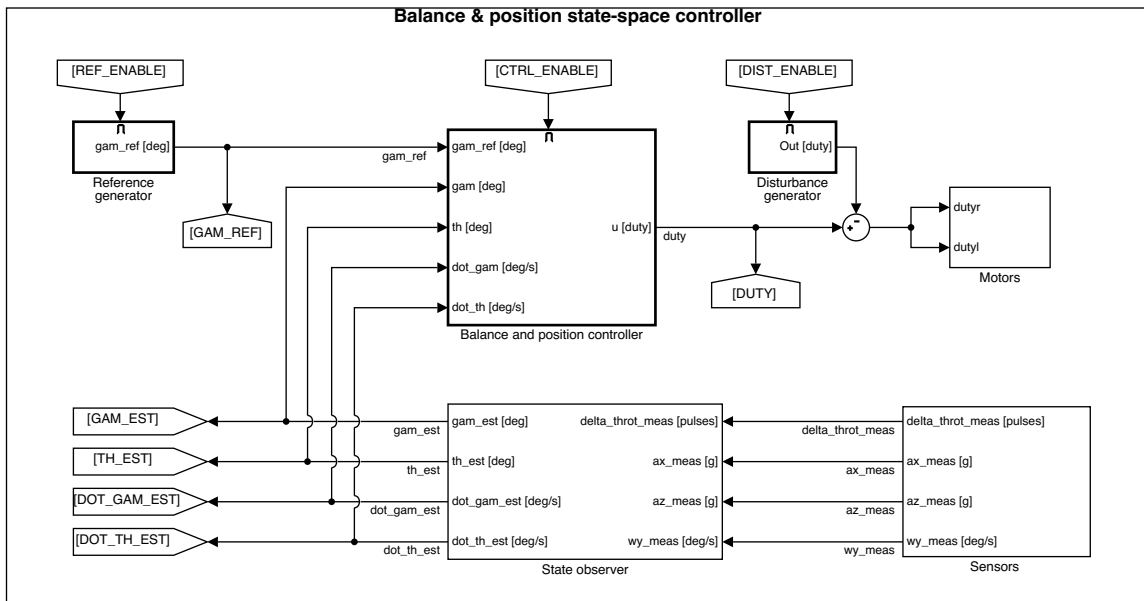 Balance & position state-space controller
[REF_ENABLE]
[CTRL_ENABLE]
[DIST_ENABLE]
gam_ref [deg]
Reference
generator
gam_ref
[GAM_REF]
gam_ref [deg]
gam [deg]
th [deg]
dot_gam [deg/s]
dot_th [deg/s]
u [duty]
Balance and position controller
duty
[DUTY]
Out [duty]
Disturbance
generator
+
-
dutyr
dutyl
Motors
[GAM_EST]
[TH_EST]
[DOT_GAM_EST]
[DOT_TH_EST]
gam_est
th_est
dot_gam_est
dot_th_est
gam_est [deg]
th_est [deg]
dot_gam_est [deg/s]
dot_th_est [deg/s]
delta_throt_meas [pulses]
ax_meas [g]
az_meas [g]
wy_meas [deg/s]
State observer
delta_throt_meas
ax_meas
az_meas
wy_meas
delta_throt_meas [pulses]
ax_meas [g]
az_meas [g]
wy_meas [deg/s]
Sensors